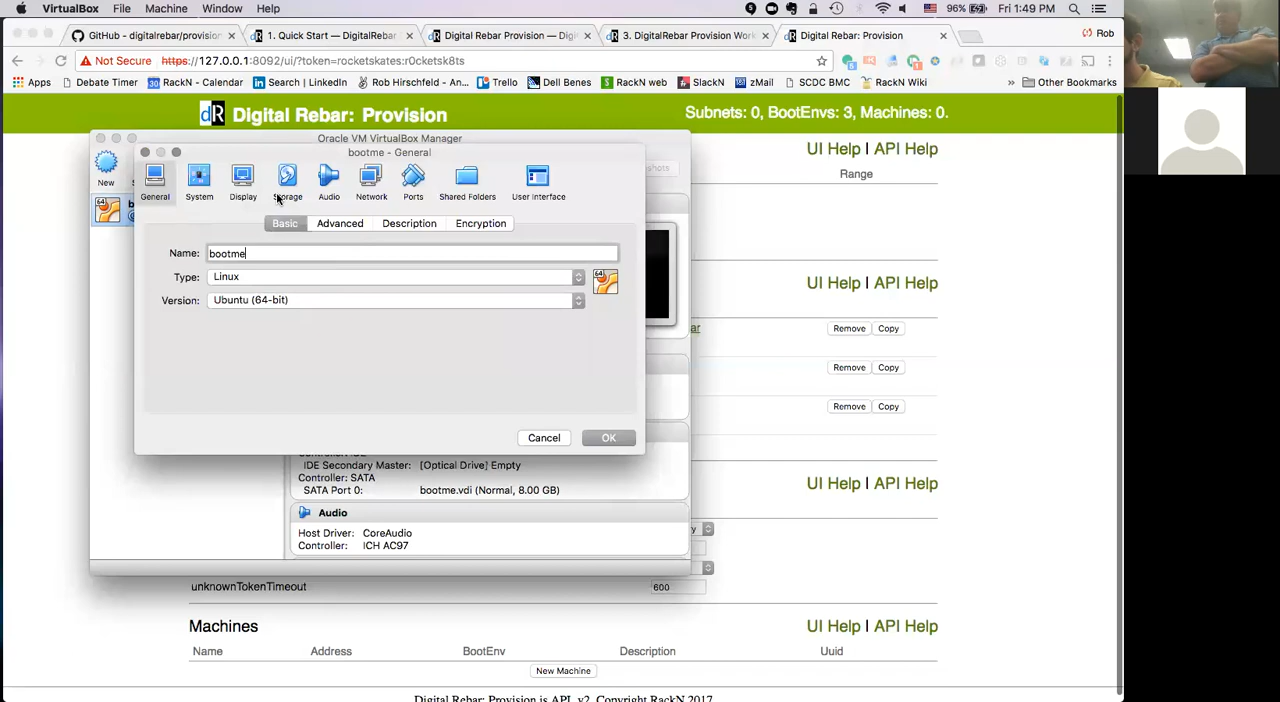 VirtualBox File Machine Window Help 96% Fri 1:49 PM
GitHub - digitalrebar/provision 1. Quick Start — DigitalRebar Digital Rebar Provision — Digi 3. DigitalRebar Provision Work Digital Rebar: Provision Rob
Not Secure https://127.0.0.1:8092/ui/?token=rocketskates:r0cketsk8ts
Apps Debate Timer RackN - Calendar Search | LinkedIn Rob Hirschfeld - An Trello Dell Benes RackN web SlackN zMail SCDC BMC RackN Wiki » Other Bookmarks
dR Digital Rebar: Provision Subnets: 0, BootEnvs: 3, Machines: 0.
Oracle VM VirtualBox Manager
bootme - General
UI Help | API Help
Range
New
General System Display Storage Audio Network Ports Shared Folders User Interface
Basic Advanced Description Encryption
Name: bootme
Type: Linux
Version: Ubuntu (64-bit)
UI Help | API Help
ar Remove Copy
Remove Copy
Remove Copy
Cancel OK
IDE Secondary Master: [Optical Drive] Empty
Controller: SATA
SATA Port 0: bootme.vdi (Normal, 8.00 GB)
UI Help | API Help
Audio
Host Driver: CoreAudio
Controller: ICH AC97
unknownTokenTimeout 600
Machines UI Help | API Help
Name Address BootEnv Description Uuid
New Machine
Digital Rebar: Provision is API v2. Copyright RackN 2017